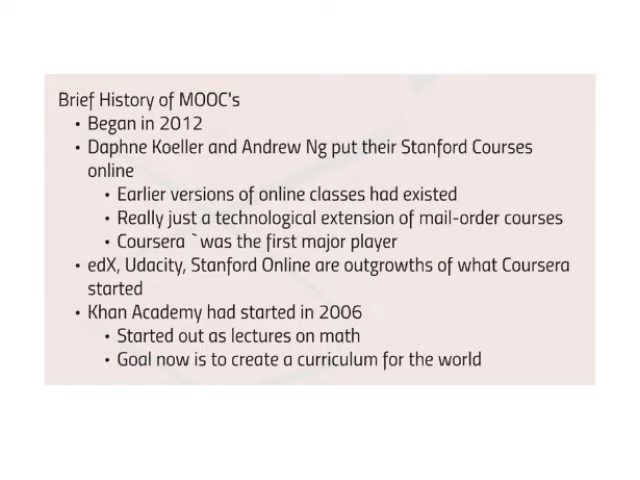 Brief History of MOOC's
• Began in 2012
• Daphne Koeller and Andrew Ng put their Stanford Courses
online
• Earlier versions of online classes had existed
• Really just a technological extension of mail-order courses
• Coursera `was the first major player
• edX, Udacity, Stanford Online are outgrowths of what Coursera
started
• Khan Academy had started in 2006
• Started out as lectures on math
• Goal now is to create a curriculum for the world